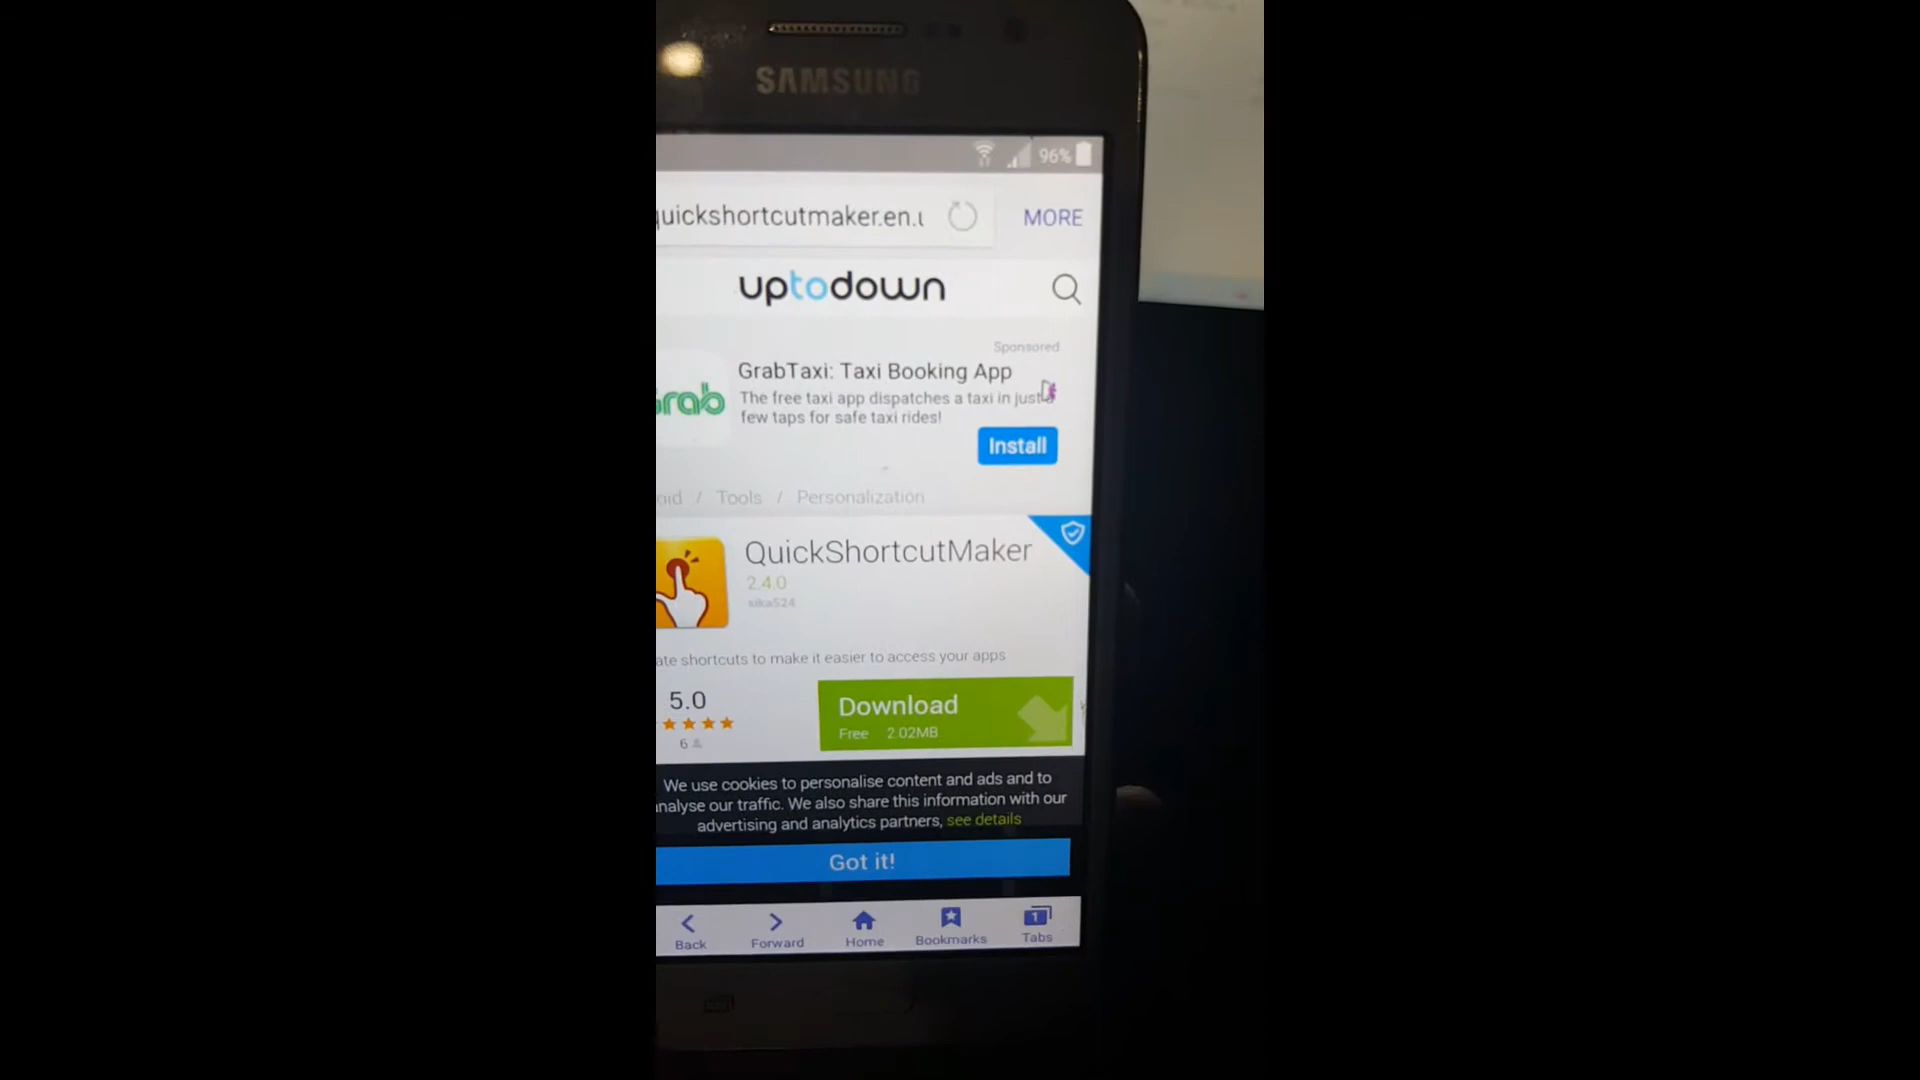 SAMSUNG
96%
quickshortcutmaker.en.u
MORE
uptodown
Sponsored
GrabTaxi: Taxi Booking App
Grab
The free taxi app dispatches a taxi in just a
few taps for safe taxi rides!
Install
oid / Tools / Personalization
QuickShortcutMaker
2.4.0
sika524
ate shortcuts to make it easier to access your apps
5.0
Download
Free 2.02MB
6
We use cookies to personalise content and ads and to
analyse our traffic. We also share this information with our
advertising and analytics partners, see details
Got it!
Back
Forward
Home
Bookmarks
1
Tabs